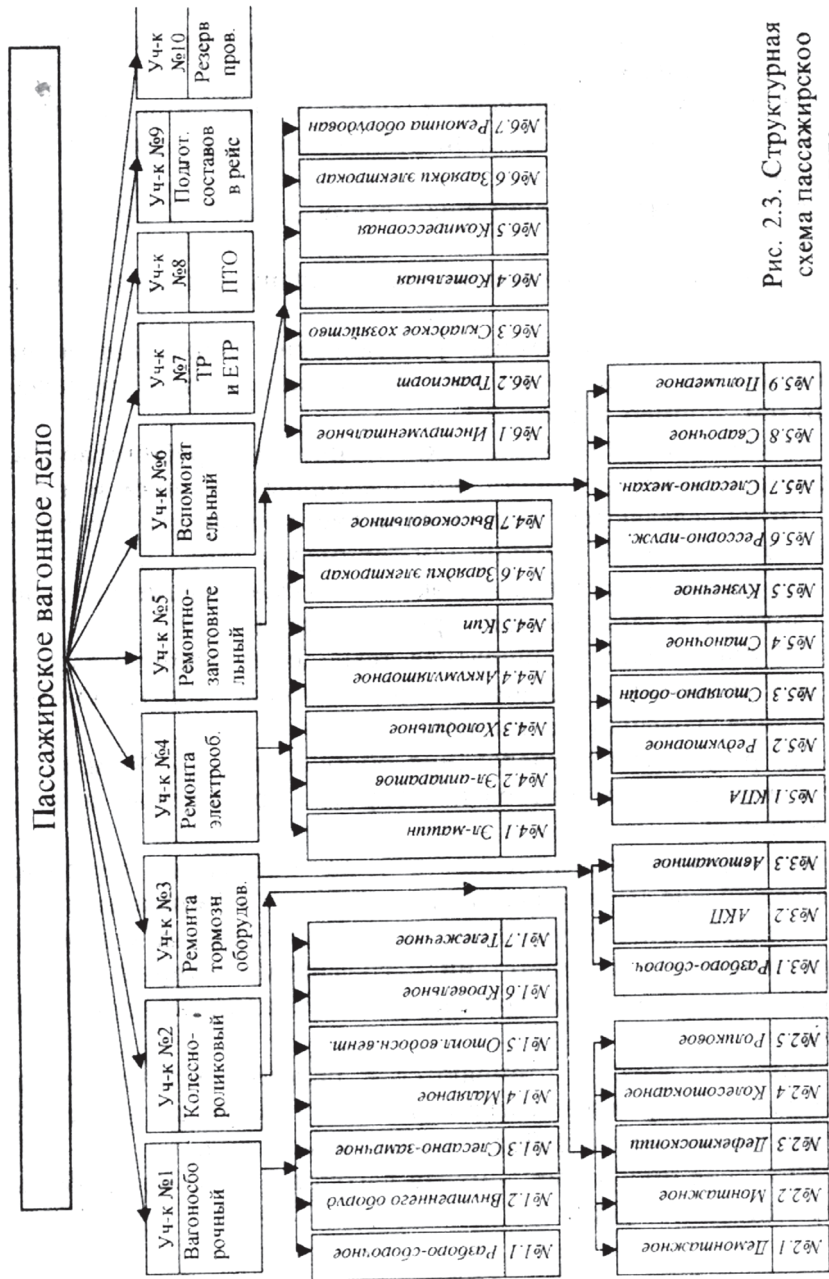 Пассажирское вагонное депо
Уч-к №1
Вагоносбо
рочный
Уч-к №2
Колесно-
роликовый
Уч-к №3
Ремонта
тормозн.
оборудов.
Уч-к №4
Ремонта
электрооб.
Уч-к №5
Ремонтно-
заготовите
льный
Уч-к №6
Вспомогат
ельный
Уч-к
№7
ТР
и ЕТР
Уч-к
№8
ПТО
Уч-к №9
Подгот.
составов
в рейс
Уч-к
№10
Резерв
пров.
№1.1 Разборо-сборочное
№1.2 Внутреннего оборуд
№1.3 Слесарно-замочное
№1.4 Малярное
№1.5 Отопл.водосн.вент.
№1.6 Кровельное
№1.7 Тележечное
№4.1 Эл-машин
№4.2 Эл-аппаратов
№4.3 Холодильное
№4.4 Аккумуляторное
№4.5 Кип
№4.6 Зарядки электрокар
№4.7 Высоковольтное
№6.1 Инструментальное
№6.2 Транспорт
№6.3 Складское хозяйство
№6.4 Котельная
№6.5 Компрессорная
№6.6 Зарядки электрокар
№6.7 Ремонта оборудован
№2.1 Демонтажное
№2.2 Монтажное
№2.3 Дефектоскопии
№2.4 Колесотокарное
№2.5 Роликовое
№3.1 Разборо-сбороч.
№3.2 АКП
№3.3 Автоматное
№5.1 КПА
№5.2 Редукторное
№5.3 Столярно-обойн
№5.4 Станочное
№5.5 Кузнечное
№5.6 Рессорно-пруж.
№5.7 Слесарно-механ.
№5.8 Сварочное
№5.9 Полимерное
Рис. 2.3. Структурная
схема пассажирскоо